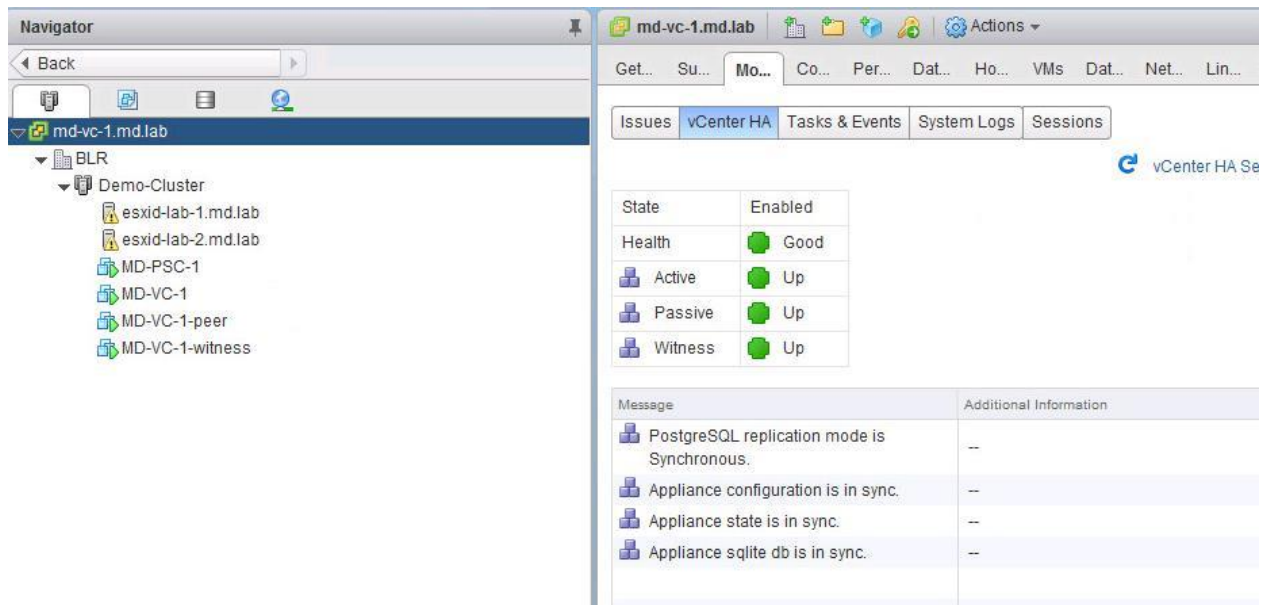 Navigator
Back
md-vc-1.md.lab
BLR
Demo-Cluster
esxid-lab-1.md.lab
esxid-lab-2.md.lab
MD-PSC-1
MD-VC-1
MD-VC-1-peer
MD-VC-1-witness
md-vc-1.md.lab Actions
Get... Su... Mo... Co... Per... Dat... Ho... VMs Dat... Net... Lin...
Issues vCenter HA Tasks & Events System Logs Sessions
vCenter HA Se
State Enabled
Health Good
Active Up
Passive Up
Witness Up
Message Additional Information
PostgreSQL replication mode is
Synchronous. --
Appliance configuration is in sync. --
Appliance state is in sync. --
Appliance sqlite db is in sync. --